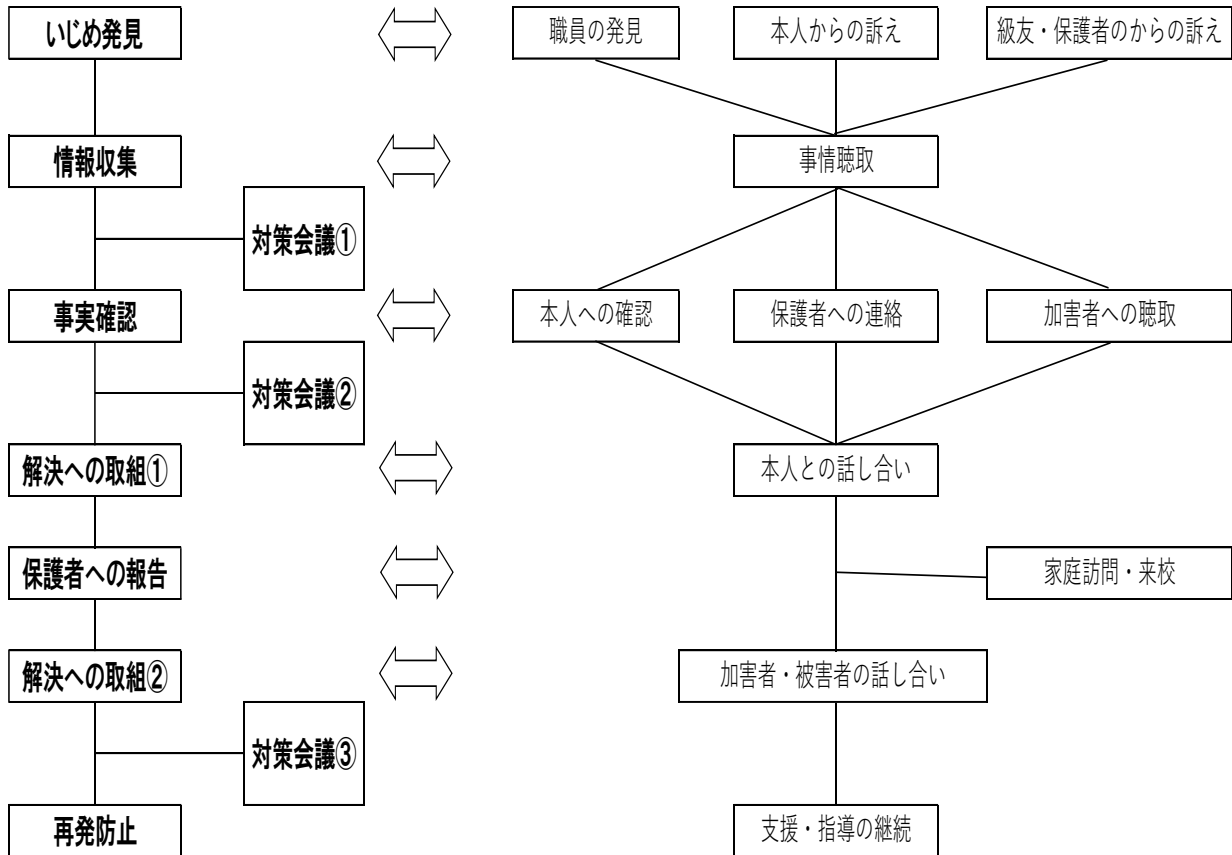 いじめ発見
職員の発見
本人からの訴え
級友・保護者のからの訴え
情報収集
事情聴取
対策会議①
事実確認
本人への確認
保護者への連絡
加害者への聴取
対策会議②
解決への取組①
本人との話し合い
保護者への報告
家庭訪問・来校
解決への取組②
加害者・被害者の話し合い
対策会議③
再発防止
支援・指導の継続